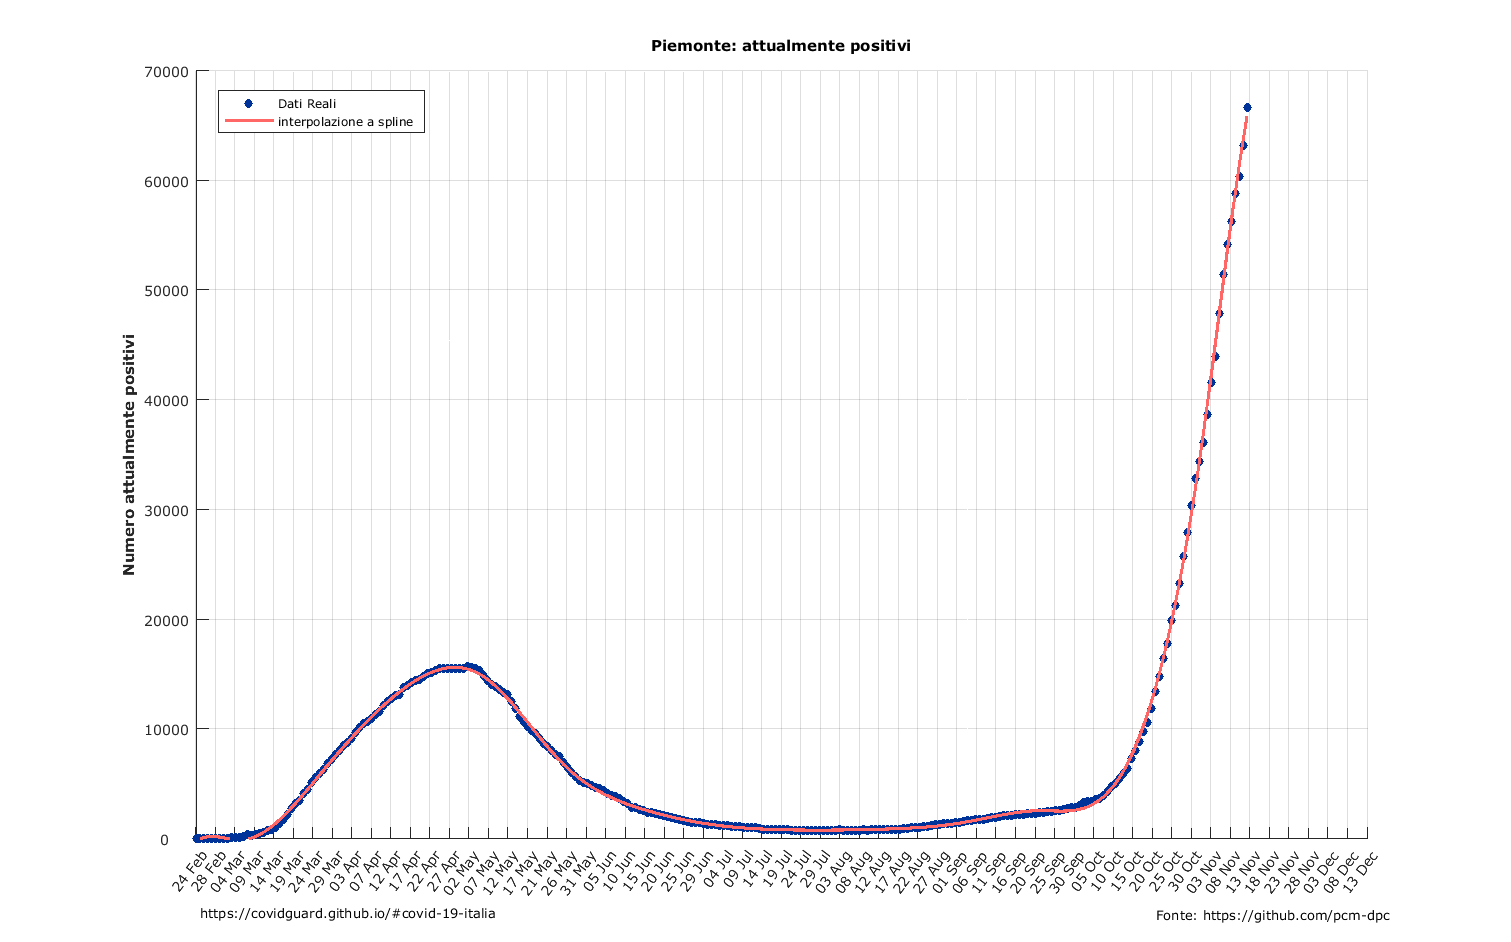 Piemonte: attualmente positivi
Dati Reali
interpolazione a spline
Numero attualmente positivi
70000
60000
50000
40000
30000
20000
10000
0
24 Feb
28 Feb
04 Mar
09 Mar
14 Mar
19 Mar
24 Mar
29 Mar
03 Apr
07 Apr
12 Apr
17 Apr
22 Apr
27 Apr
02 May
07 May
12 May
17 May
21 May
26 May
31 May
05 Jun
10 Jun
15 Jun
20 Jun
25 Jun
29 Jun
04 Jul
09 Jul
14 Jul
19 Jul
24 Jul
29 Jul
03 Aug
08 Aug
12 Aug
17 Aug
22 Aug
27 Aug
01 Sep
06 Sep
11 Sep
16 Sep
20 Sep
25 Sep
30 Sep
05 Oct
10 Oct
15 Oct
20 Oct
25 Oct
30 Oct
03 Nov
08 Nov
13 Nov
18 Nov
23 Nov
28 Nov
03 Dec
08 Dec
13 Dec
https://covidguard.github.io/#covid-19-italia
Fonte: https://github.com/pcm-dpc